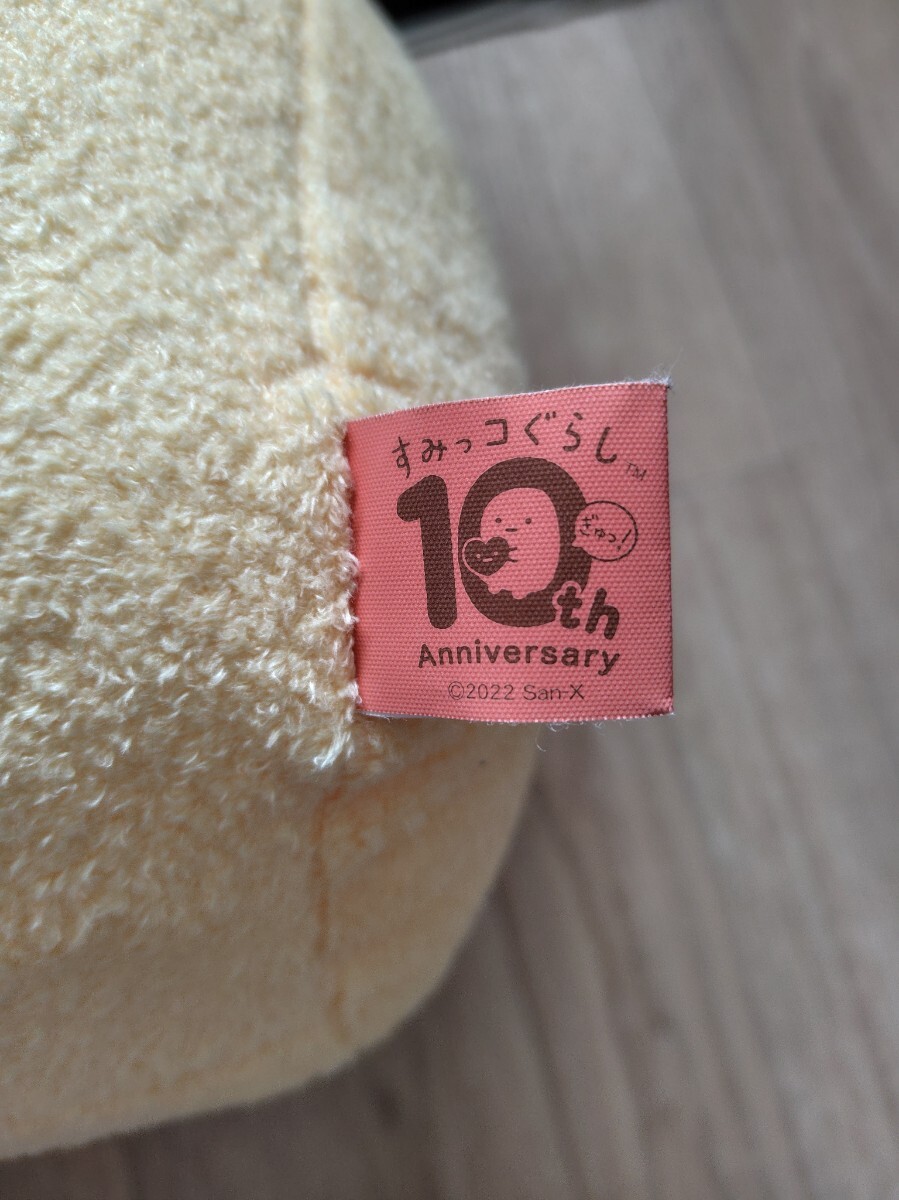 すみっコぐらし™
10th
ぎゅっ!
Anniversary
©2022 San-X